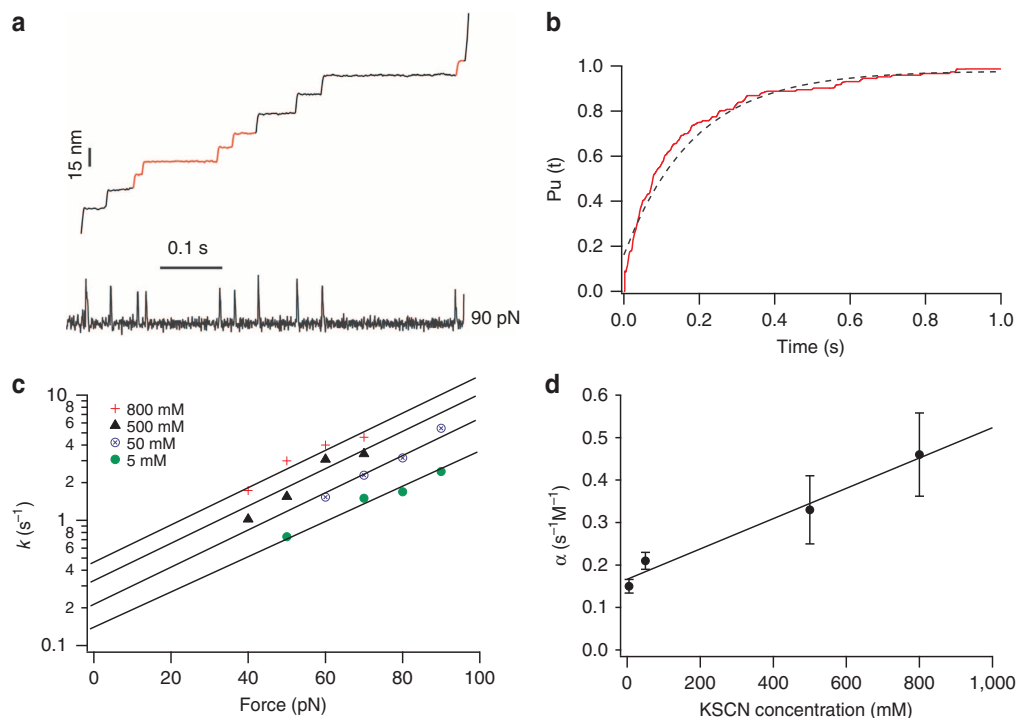 a
15 nm
0.1 s
90 pN
b
1.0
0.8
0.6
0.4
0.2
0.0
Pu (t)
0.0 0.2 0.4 0.6 0.8 1.0
Time (s)
c
10
8
6
4
2
1
8
6
4
2
0.1
k (s⁻¹)
800 mM
500 mM
50 mM
5 mM
0 20 40 60 80 100
Force (pN)
d
0.6
0.5
0.4
0.3
0.2
0.1
0.0
α (s⁻¹M⁻¹)
0 200 400 600 800 1,000
KSCN concentration (mM)